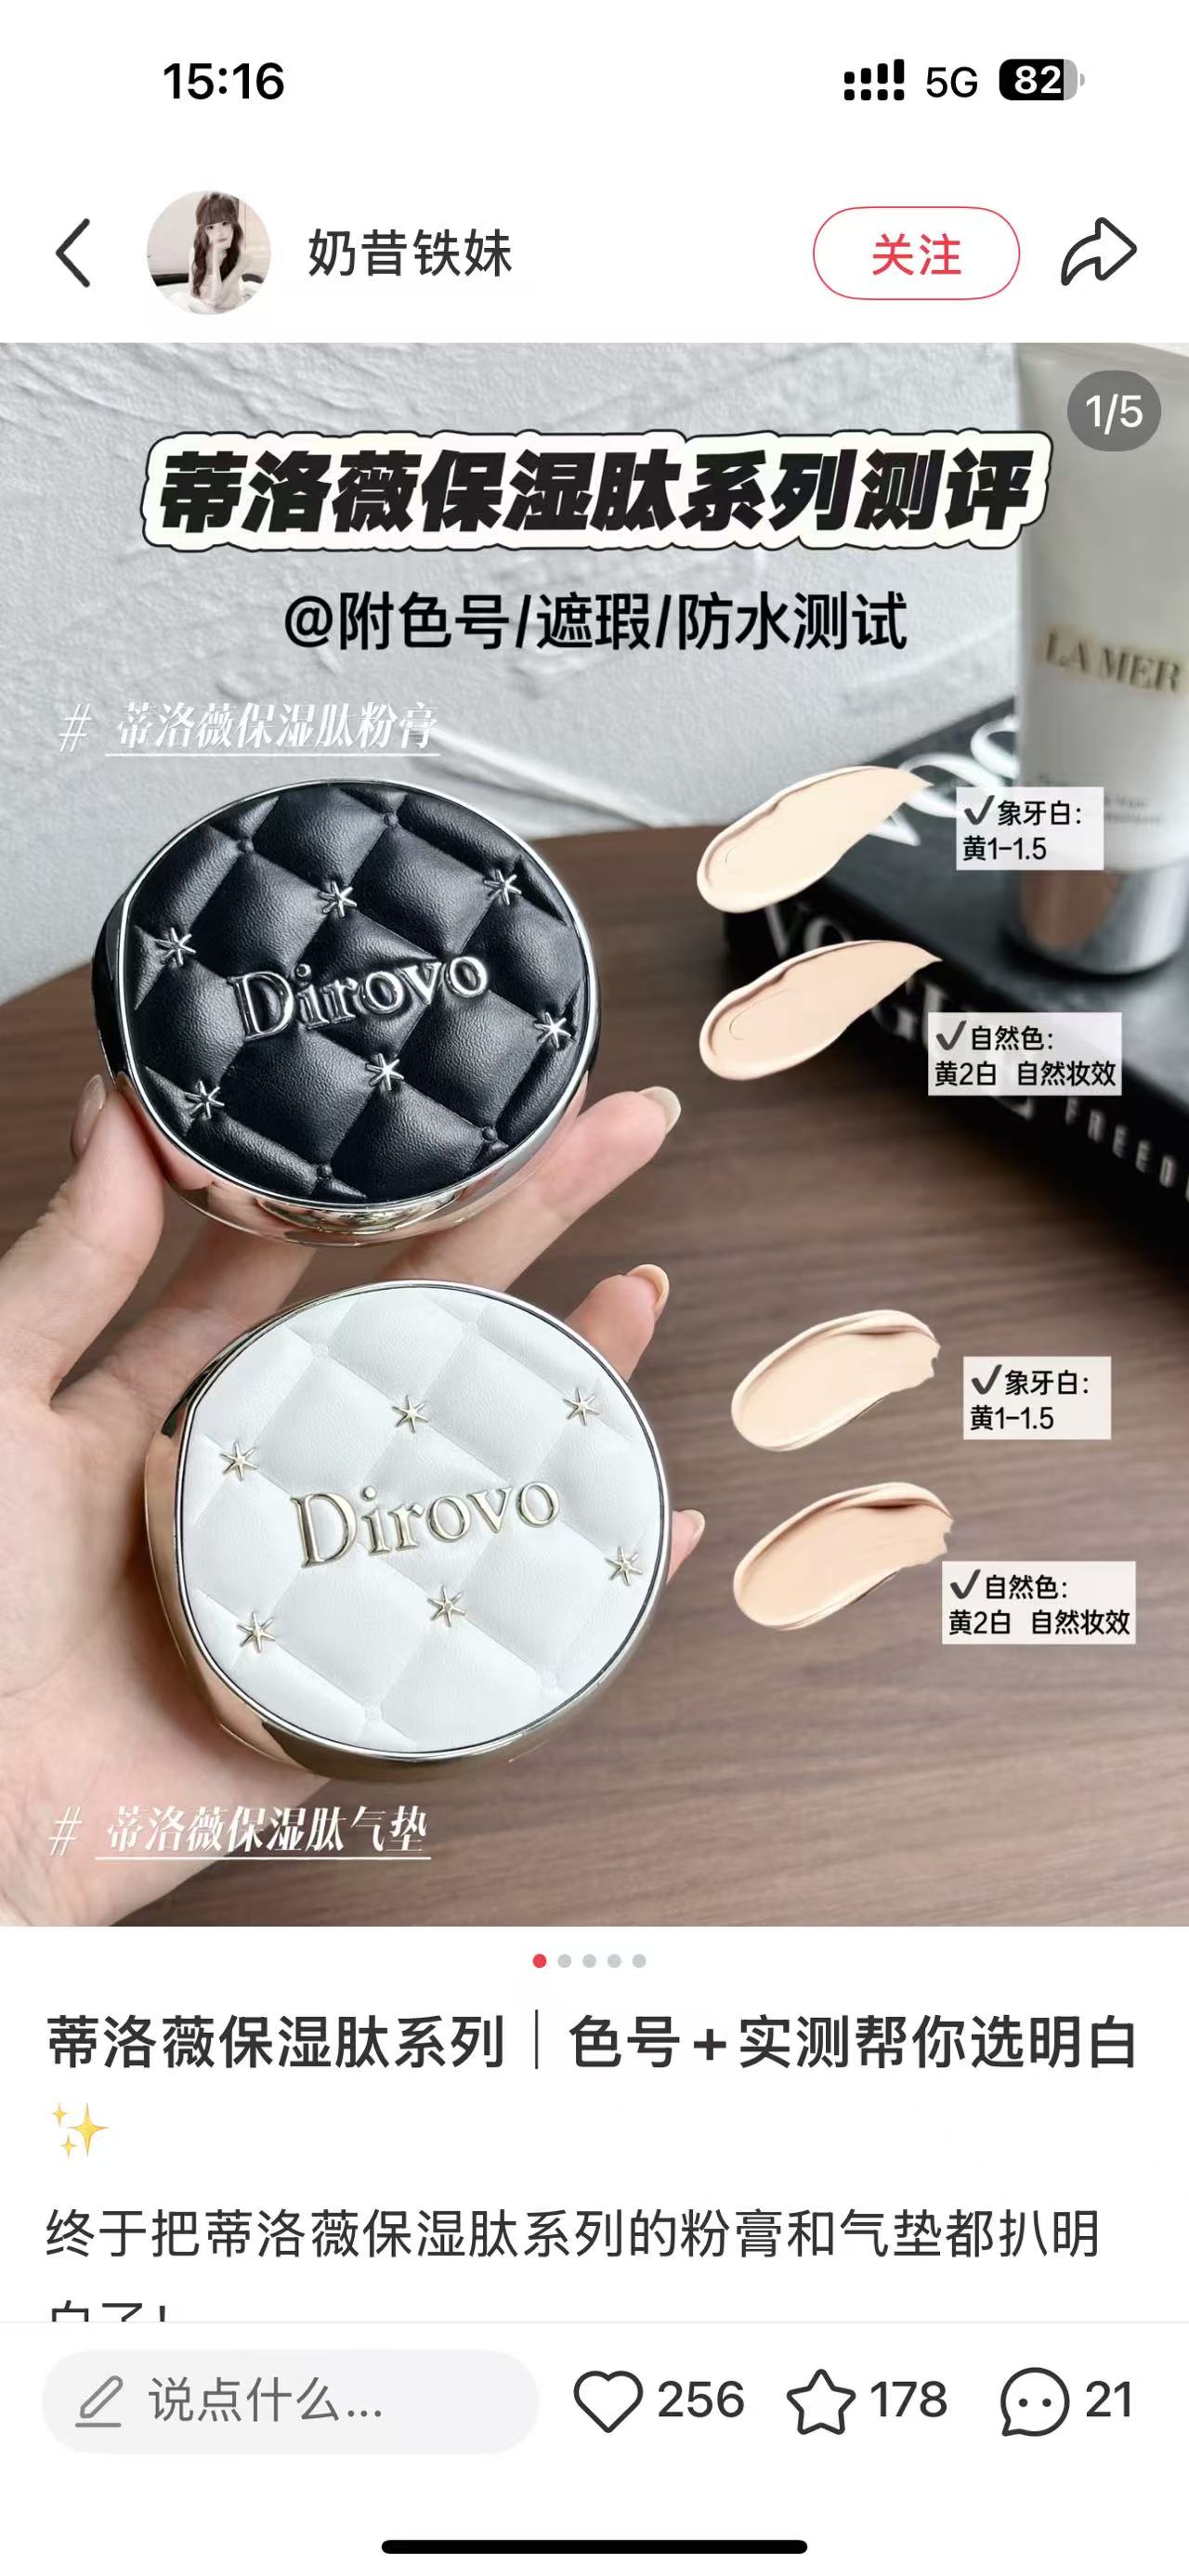 15:16
5G
82
奶昔铁妹
关注
1/5
蒂洛薇保湿肽系列测评
@附色号/遮瑕/防水测试
LA MER
# 蒂洛薇保湿肽粉膏
✓象牙白:
黄1-1.5
Dirovo
✓自然色:
黄2白 自然妆效
FREED
✓象牙白:
黄1-1.5
Dirovo
✓自然色:
黄2白 自然妆效
# 蒂洛薇保湿肽气垫
蒂洛薇保湿肽系列｜色号+实测帮你选明白
✨
终于把蒂洛薇保湿肽系列的粉膏和气垫都扒明
白了!
说点什么...
256
178
21